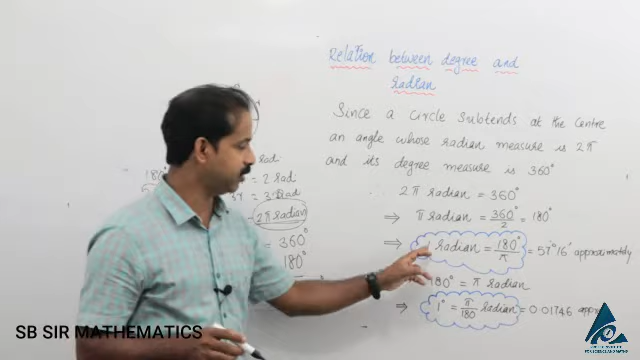 Relation between degree and
radian
Since a circle subtends at the centre
an angle whose radian measure is 2π
and its degree measure is 360°
∴ 2π radian = 360°
⇒ π radian = 360°/2 = 180°
⇒ radian = 180°/π = 57°16' approximately
180° = π radian
⇒ 1° = π/180 radian = 0.01746
180°
rad
= 2 rad
= 3 rad
2π radian
= 360°
180°
SB SIR MATHEMATICS